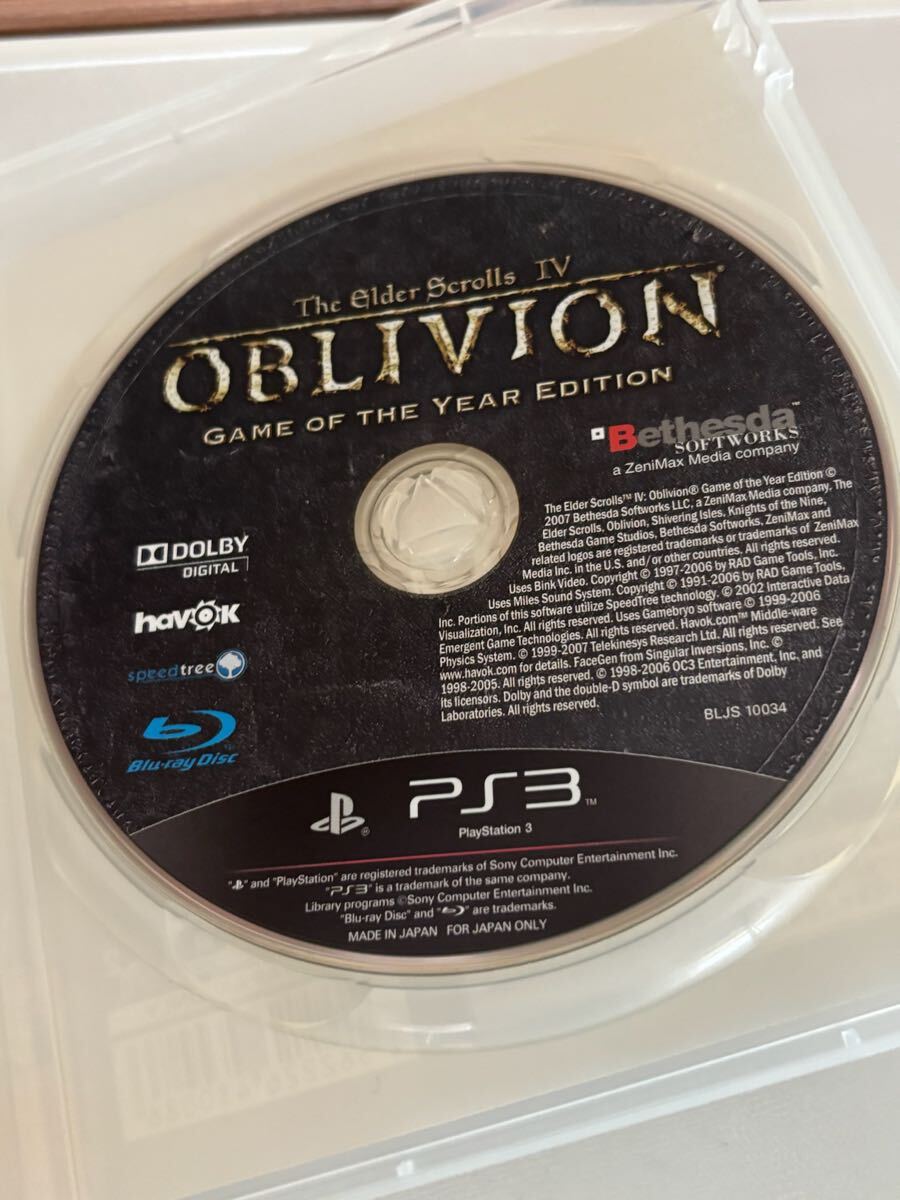 The Elder Scrolls IV
OBLIVION®
GAME OF THE YEAR EDITION
Bethesda™
SOFTWORKS
a ZeniMax Media company
The Elder Scrolls™ IV: Oblivion® Game of the Year Edition ©
2007 Bethesda Softworks LLC, a ZeniMax Media company. The
Elder Scrolls, Oblivion, Shivering Isles, Knights of the Nine,
Bethesda Game Studios, Bethesda Softworks, ZeniMax and
related logos are registered trademarks or trademarks of ZeniMax
Media Inc. in the U.S. and/or other countries. All rights reserved.
Uses Bink Video. Copyright © 1997-2006 by RAD Game Tools, Inc.
Uses Miles Sound System. Copyright © 1991-2006 by RAD Game Tools,
Inc. Portions of this software utilize SpeedTree technology. © 2002 Interactive Data
Visualization, Inc. All rights reserved. Uses Gamebryo software © 1999-2006
Emergent Game Technologies. All rights reserved. Havok.com™ Middle-ware
Physics System. © 1999-2007 Telekinesys Research Ltd. All rights reserved. See
www.havok.com for details. FaceGen from Singular Inversions, Inc. ©
1998-2005. All rights reserved. © 1998-2006 OC3 Entertainment, Inc. and
its licensors. Dolby and the double-D symbol are trademarks of Dolby
Laboratories. All rights reserved.
BLJS 10034
DOLBY
DIGITAL
havok
speedtree
Blu-ray Disc™
PS3™
PlayStation 3
" " and "PlayStation" are registered trademarks of Sony Computer Entertainment Inc.
"PS3" is a trademark of the same company.
Library programs ©Sony Computer Entertainment Inc.
"Blu-ray Disc" and " " are trademarks.
MADE IN JAPAN FOR JAPAN ONLY